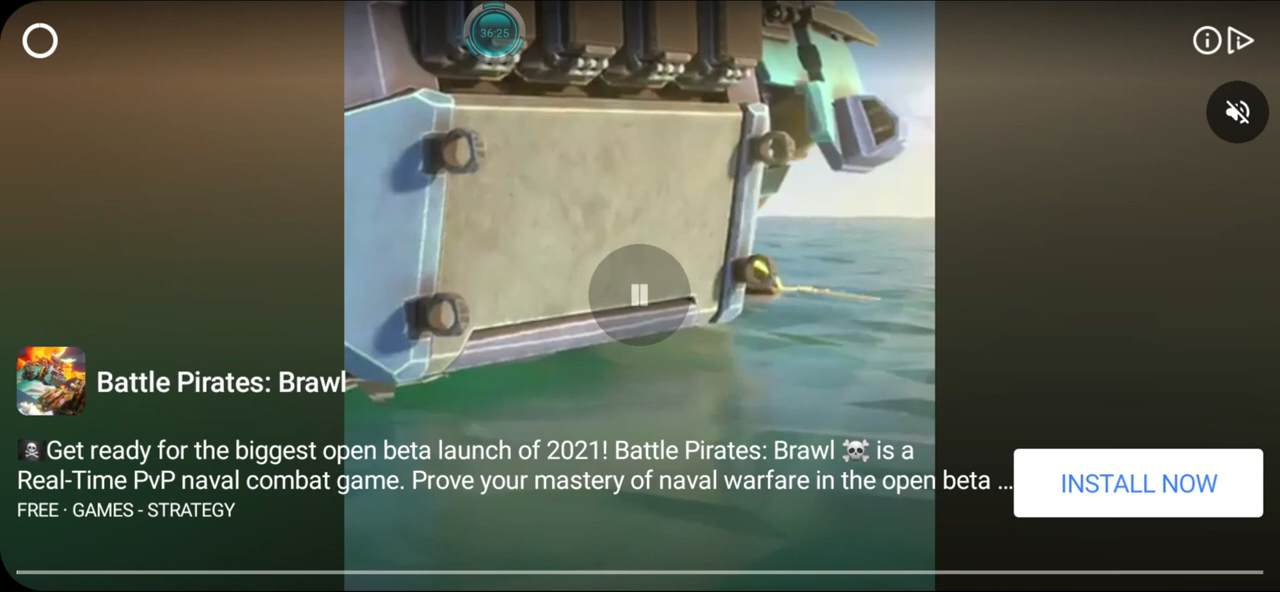 36:25
Battle Pirates: Brawl
🏴‍☠️Get ready for the biggest open beta launch of 2021! Battle Pirates: Brawl ☠️ is a
Real-Time PvP naval combat game. Prove your mastery of naval warfare in the open beta ...
INSTALL NOW
FREE · GAMES - STRATEGY